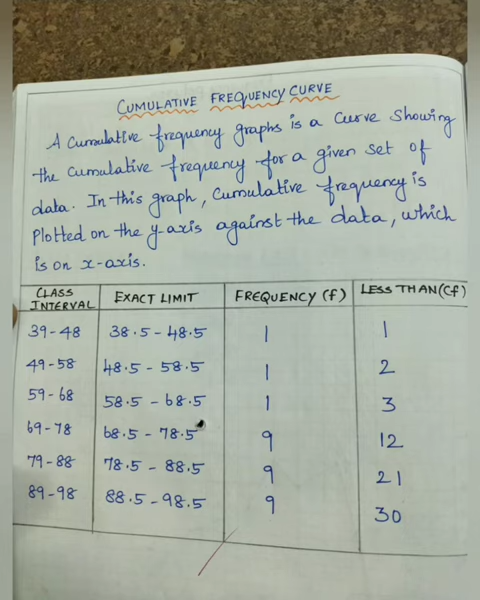 CUMULATIVE FREQUENCY CURVE
A Cumulative frequency graphs is a Curve Showing
the Cumulative frequency for a given set of
data. In this graph, Cumulative frequency is
Plotted on the y-axis against the data, which
is on x-axis.
CLASS INTERVAL EXACT LIMIT FREQUENCY (f) LESS THAN (Cf)
39-48 38.5-48.5 1 1
49-58 48.5-58.5 1 2
59-68 58.5-68.5 1 3
69-78 68.5-78.5 9 12
79-88 78.5-88.5 9 21
89-98 88.5-98.5 9 30